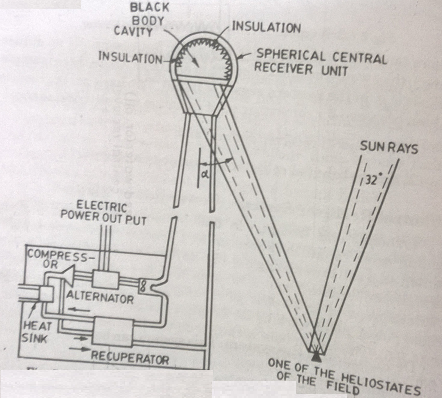 BLACK
BODY
CAVITY
INSULATION
INSULATION
SPHERICAL CENTRAL
RECEIVER UNIT
SUN RAYS
32°
α
ELECTRIC
POWER OUT PUT
COMPRESS-
OR
ALTERNATOR
HEAT
SINK
RECUPERATOR
ONE OF THE HELIOSTATES
OF THE FIELD